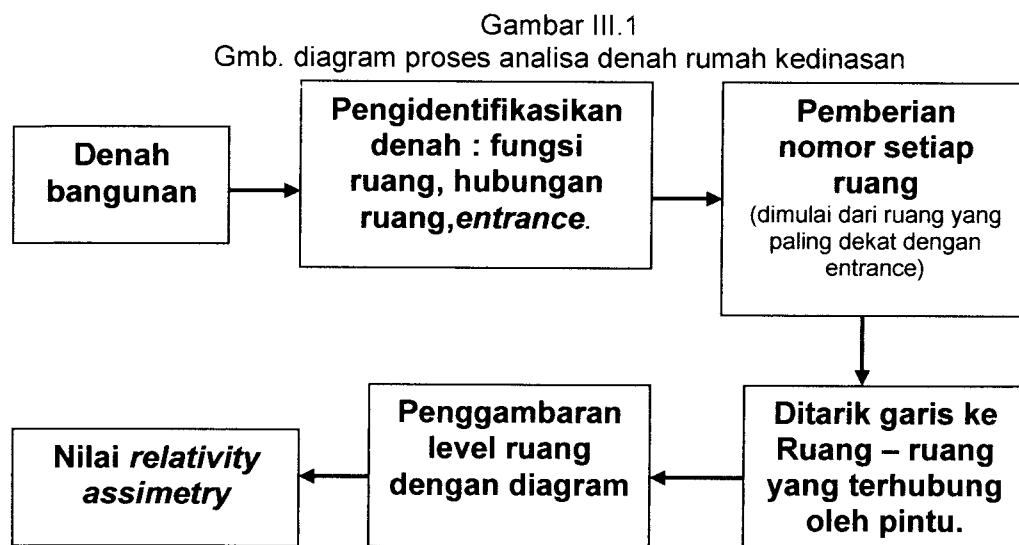 Gambar III.1
Gmb. diagram proses analisa denah rumah kedinasan
Denah
bangunan
Pengidentifikasikan
denah : fungsi
ruang, hubungan
ruang,entrance.
Pemberian
nomor setiap
ruang
(dimulai dari ruang yang
paling dekat dengan
entrance)
Ditarik garis ke
Ruang – ruang
yang terhubung
oleh pintu.
Penggambaran
level ruang
dengan diagram
Nilai relativity
assimetry